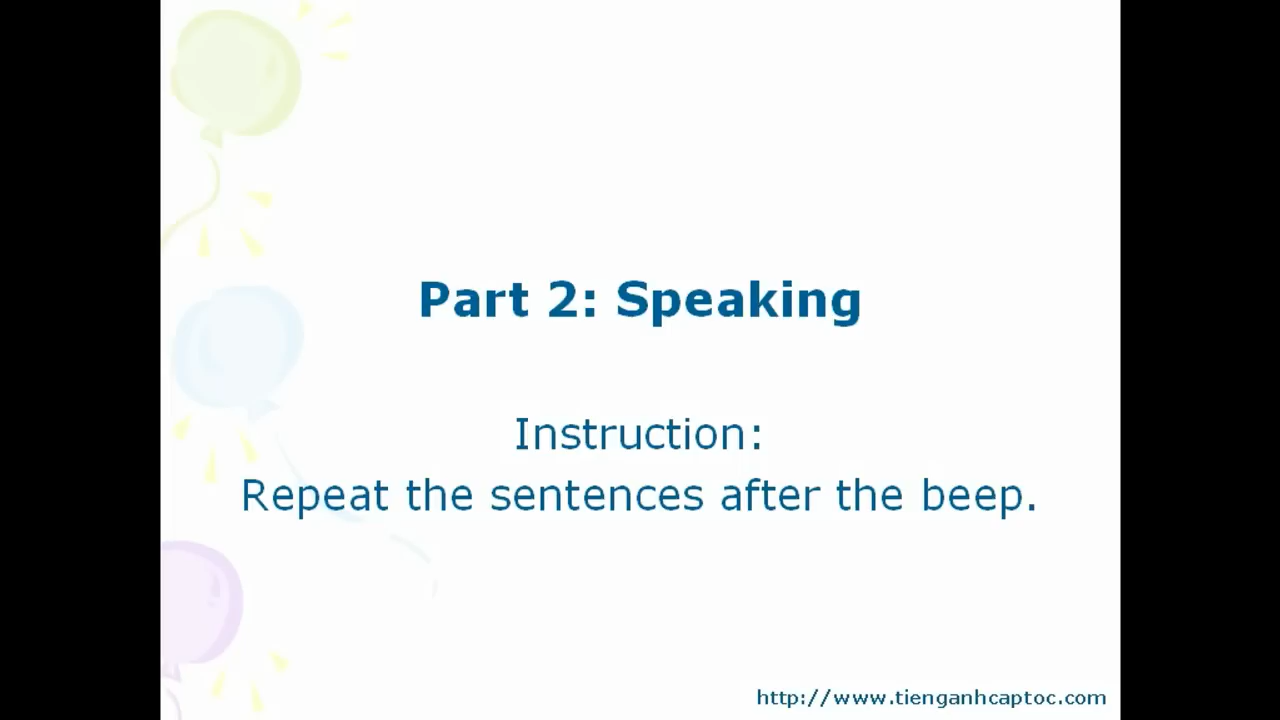 Part 2: Speaking
Instruction:
Repeat the sentences after the beep.
http://www.tienganhcaptoc.com